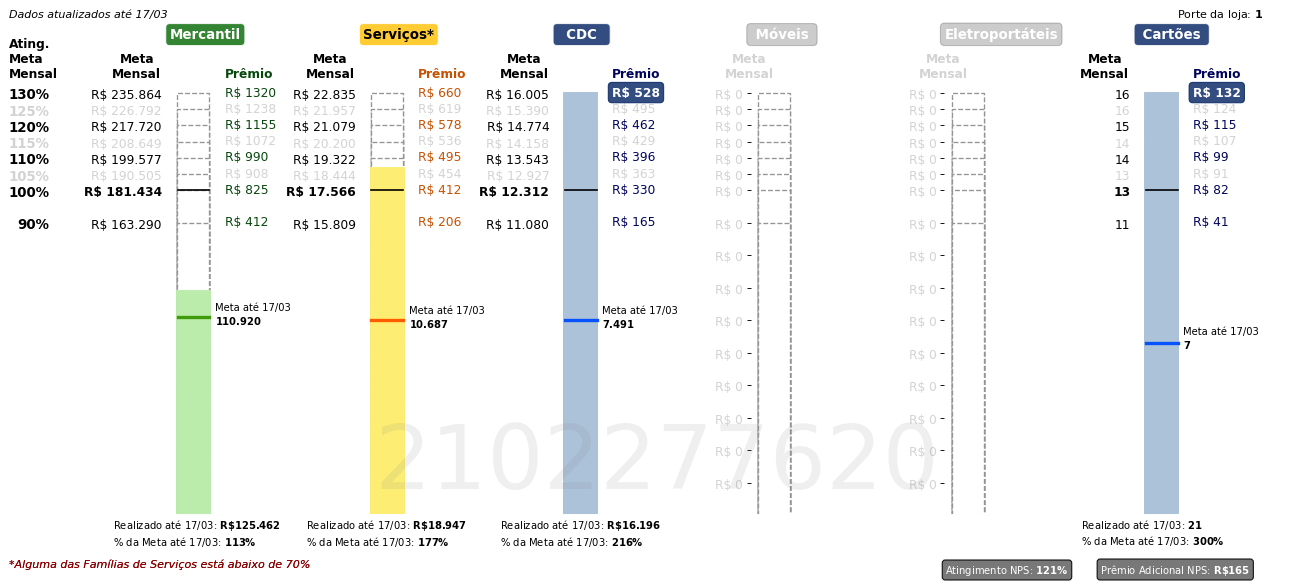 Dados atualizados até 17/03
Porte da loja: 1
Mercantil Serviços* CDC Móveis Eletroportáteis Cartões
Ating. Meta Mensal
Meta Mensal Prêmio Meta Mensal Prêmio Meta Mensal Prêmio Meta Mensal Meta Mensal Meta Mensal Prêmio
130% R$ 235.864 R$ 1320 R$ 22.835 R$ 660 R$ 16.005 R$ 528 R$ 0 R$ 0 16 R$ 132
125% R$ 226.792 R$ 1238 R$ 21.957 R$ 619 R$ 15.390 R$ 495 R$ 0 R$ 0 16 R$ 124
120% R$ 217.720 R$ 1155 R$ 21.079 R$ 578 R$ 14.774 R$ 462 R$ 0 R$ 0 15 R$ 115
115% R$ 208.649 R$ 1072 R$ 20.200 R$ 536 R$ 14.158 R$ 429 R$ 0 R$ 0 14 R$ 107
110% R$ 199.577 R$ 990 R$ 19.322 R$ 495 R$ 13.543 R$ 396 R$ 0 R$ 0 14 R$ 99
105% R$ 190.505 R$ 908 R$ 18.444 R$ 454 R$ 12.927 R$ 363 R$ 0 R$ 0 13 R$ 91
100% R$ 181.434 R$ 825 R$ 17.566 R$ 412 R$ 12.312 R$ 330 R$ 0 R$ 0 13 R$ 82
90% R$ 163.290 R$ 412 R$ 15.809 R$ 206 R$ 11.080 R$ 165 R$ 0 R$ 0 11 R$ 41
R$ 0 R$ 0
R$ 0 R$ 0
Meta até 17/03 Meta até 17/03 Meta até 17/03
110.920 10.687 7.491 R$ 0 R$ 0
Meta até 17/03
7
R$ 0 R$ 0
R$ 0 R$ 0
R$ 0 R$ 0
R$ 0 R$ 0
R$ 0 R$ 0
2102277620
Realizado até 17/03: R$125.462 Realizado até 17/03: R$18.947 Realizado até 17/03: R$16.196 Realizado até 17/03: 21
% da Meta até 17/03: 113% % da Meta até 17/03: 177% % da Meta até 17/03: 216% % da Meta até 17/03: 300%
*Alguma das Famílias de Serviços está abaixo de 70%
Atingimento NPS: 121% Prêmio Adicional NPS: R$165